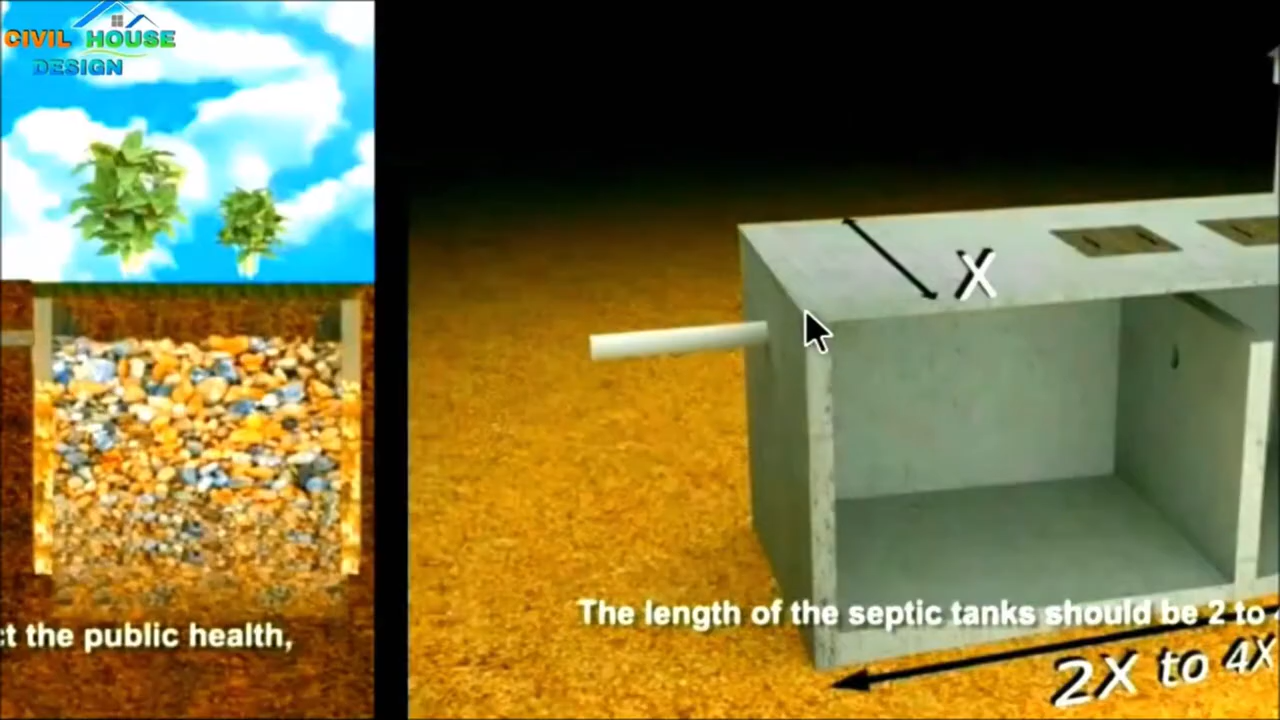 CIVIL HOUSE
DESIGN
X
ct the public health,
The length of the septic tanks should be 2 to
2X to 4X